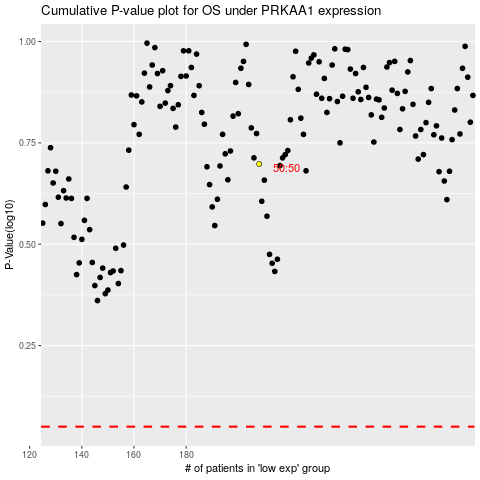 Cumulative P-value plot for OS under PRKAA1 expression
P-Value(log10)
1.00
0.75
50:50
0.50
0.25
120 140 160 180
# of patients in 'low exp' group